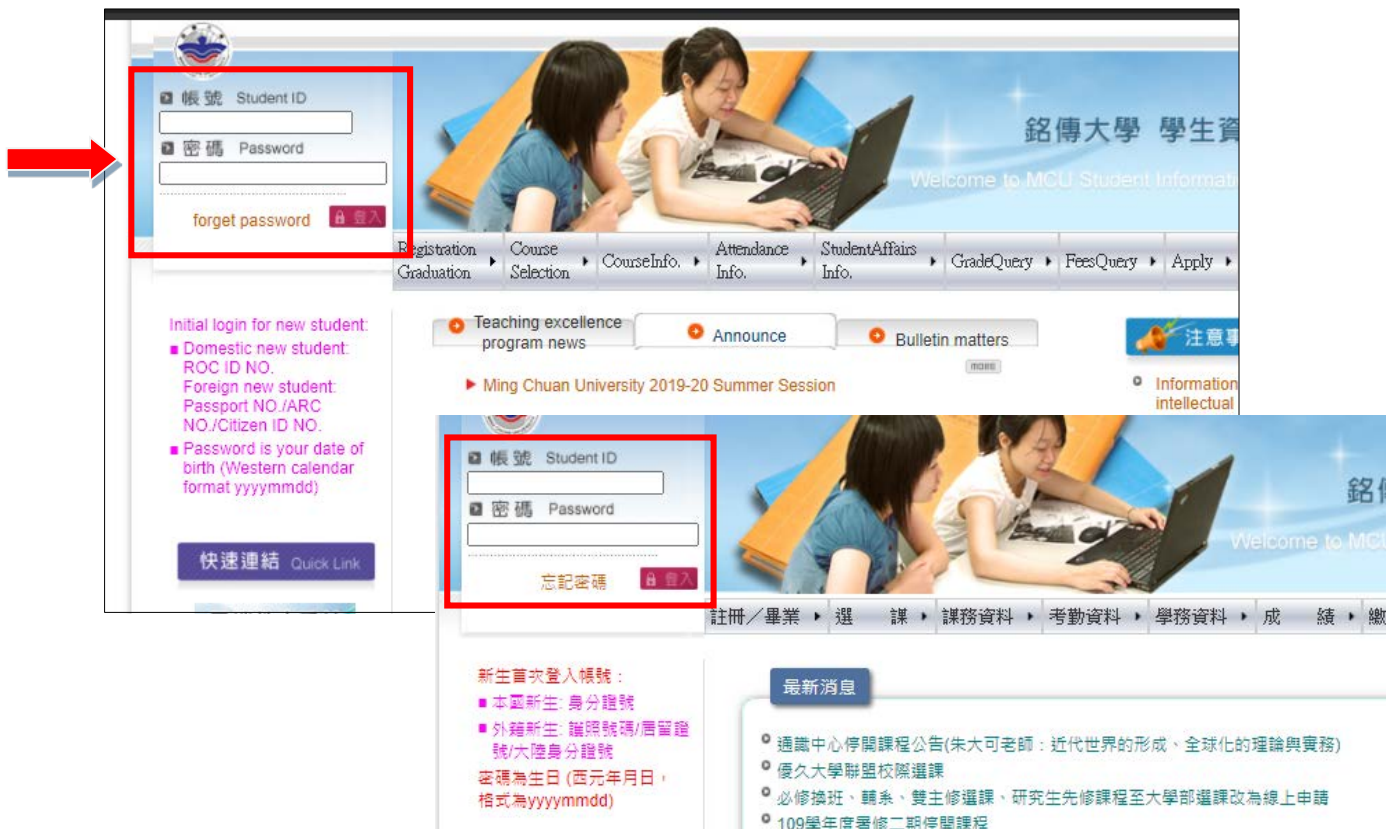 帳號 Student ID
密碼 Password
forget password
登入
銘傳大學 學生資
Welcome to MCU Student Informat
Registration
Graduation
Course
Selection
CourseInfo.
Attendance
Info.
StudentAffairs
Info.
GradeQuery
FeesQuery
Apply
Initial login for new student:
Domestic new student:
ROC ID NO.
Foreign new student:
Passport NO./ARC
NO./Citizen ID NO.
Password is your date of
birth (Western calendar
format yyyymmdd)
快速連結 Quick Link
Teaching excellence
program news
Announce
Bulletin matters
more
Ming Chuan University 2019-20 Summer Session
注意事
Information
intellectual
帳號 Student ID
密碼 Password
忘記密碼
登入
銘傳
Welcome to MCU
註冊／畢業
選 課
課務資料
考勤資料
學務資料
成 績
繳
新生首次登入帳號：
本國新生: 身分證號
外籍新生: 護照號碼/居留證
號/大陸身分證號
密碼為生日 (西元年月日，
格式為yyyymmdd)
最新消息
通識中心停開課程公告(朱大可老師：近代世界的形成、全球化的理論與實務)
優久大學聯盟校際選課
必修換班、輔系、雙主修選課、研究生先修課程至大學部選課改為線上申請
109學年度暑修二期停開課程